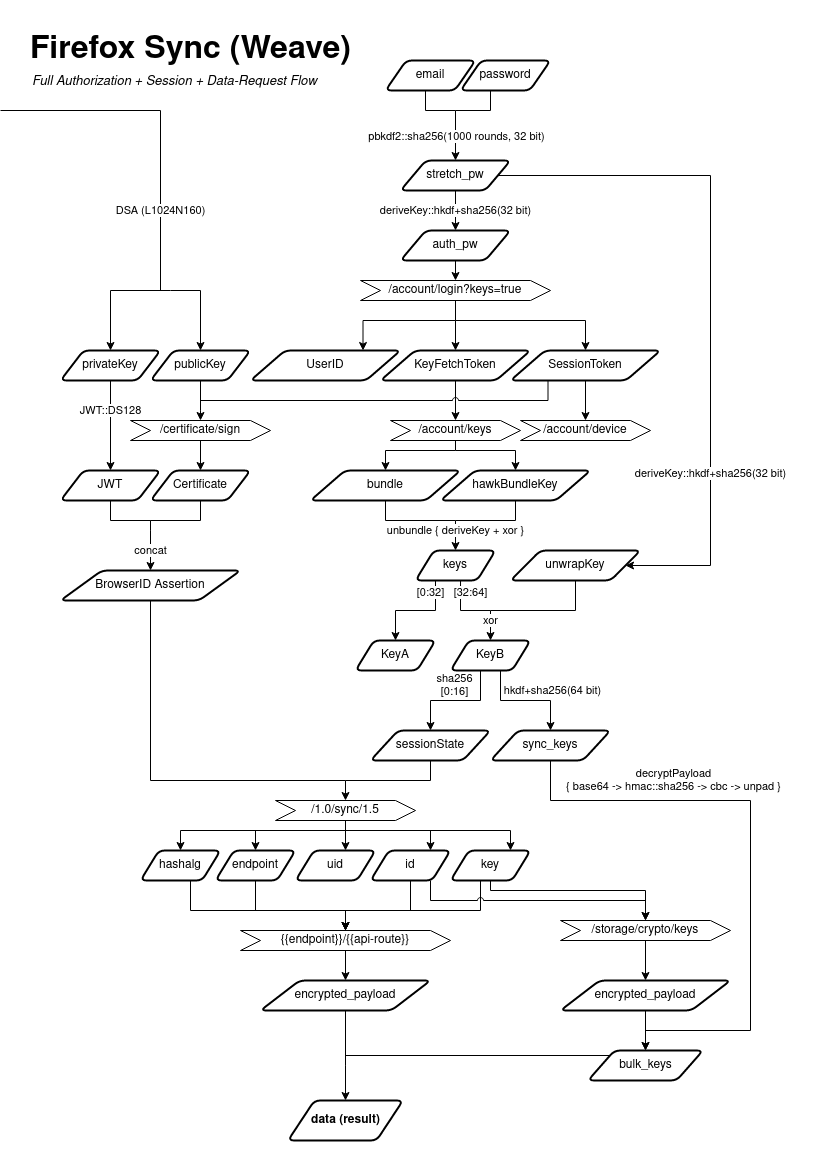 Firefox Sync (Weave)
Full Authorization + Session + Data-Request Flow
email
password
pbkdf2::sha256(1000 rounds, 32 bit)
stretch_pw
DSA (L1024N160)
deriveKey::hkdf+sha256(32 bit)
auth_pw
/account/login?keys=true
privateKey
publicKey
UserID
KeyFetchToken
SessionToken
JWT::DS128
/certificate/sign
/account/keys
/account/device
deriveKey::hkdf+sha256(32 bit)
JWT
Certificate
bundle
hawkBundleKey
unbundle { deriveKey + xor }
concat
keys
unwrapKey
BrowserID Assertion
[0:32]
[32:64]
xor
KeyA
KeyB
sha256
[0:16]
hkdf+sha256(64 bit)
sessionState
sync_keys
decryptPayload
{ base64 -> hmac::sha256 -> cbc -> unpad }
/1.0/sync/1.5
hashalg
endpoint
uid
id
key
{{endpoint}}/{{api-route}}
/storage/crypto/keys
encrypted_payload
encrypted_payload
bulk_keys
data (result)